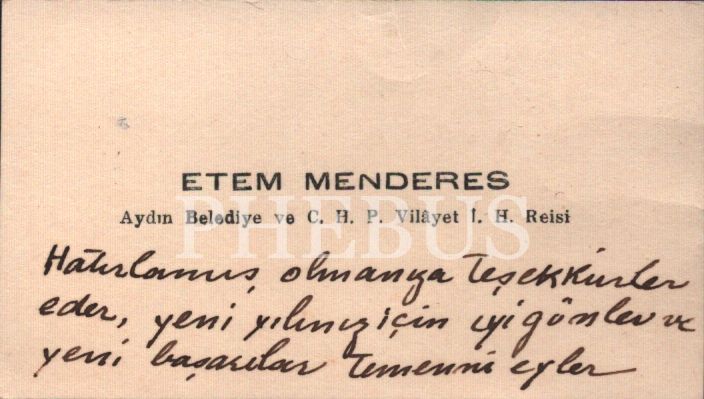 ETEM MENDERES
Aydın Belediye ve C. H. P. Vilâyet İ. H. Reisi
PHEBUS
Hatırlamış olmanıza teşekkürler
eder, yeni yılınız için iyi günler ve
yeni başarılar temenni eyler